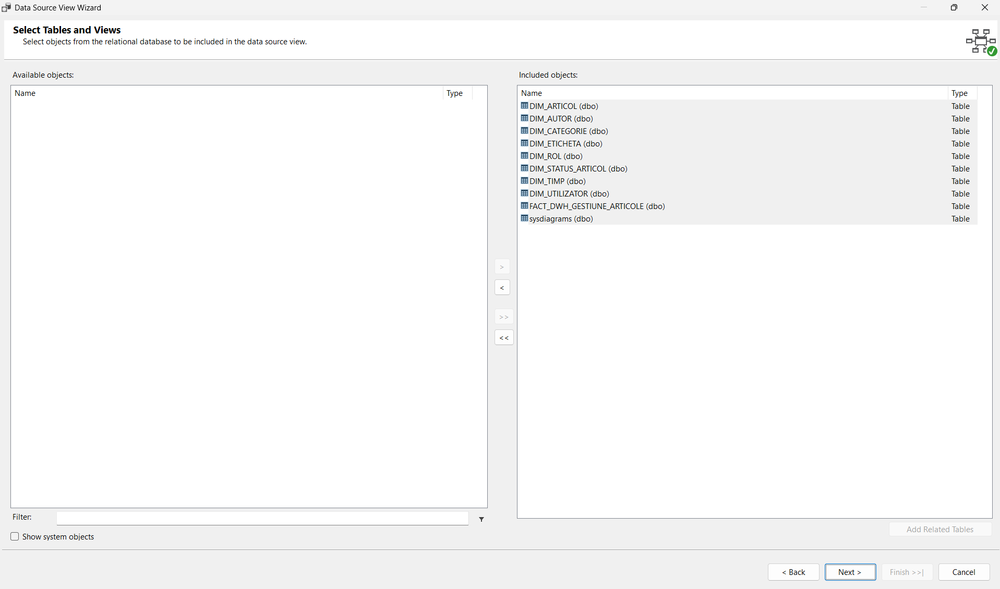 Data Source View Wizard
Select Tables and Views
Select objects from the relational database to be included in the data source view.
Available objects:
Name Type
Filter:
Show system objects
>
<
>>
<<
Included objects:
Name Type
DIM_ARTICOL (dbo) Table
DIM_AUTOR (dbo) Table
DIM_CATEGORIE (dbo) Table
DIM_ETICHETA (dbo) Table
DIM_ROL (dbo) Table
DIM_STATUS_ARTICOL (dbo) Table
DIM_TIMP (dbo) Table
DIM_UTILIZATOR (dbo) Table
FACT_DWH_GESTIUNE_ARTICOLE (dbo) Table
sysdiagrams (dbo) Table
Add Related Tables
< Back Next > Finish >>| Cancel